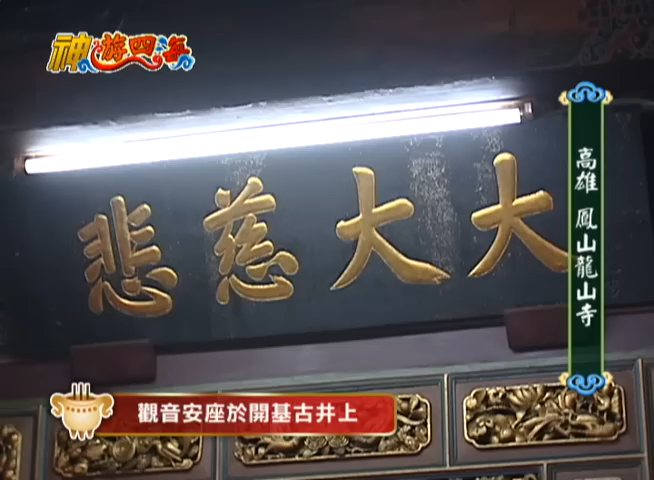 神遊四海
高雄 鳳山龍山寺
大大慈悲
觀音安座於開基古井上